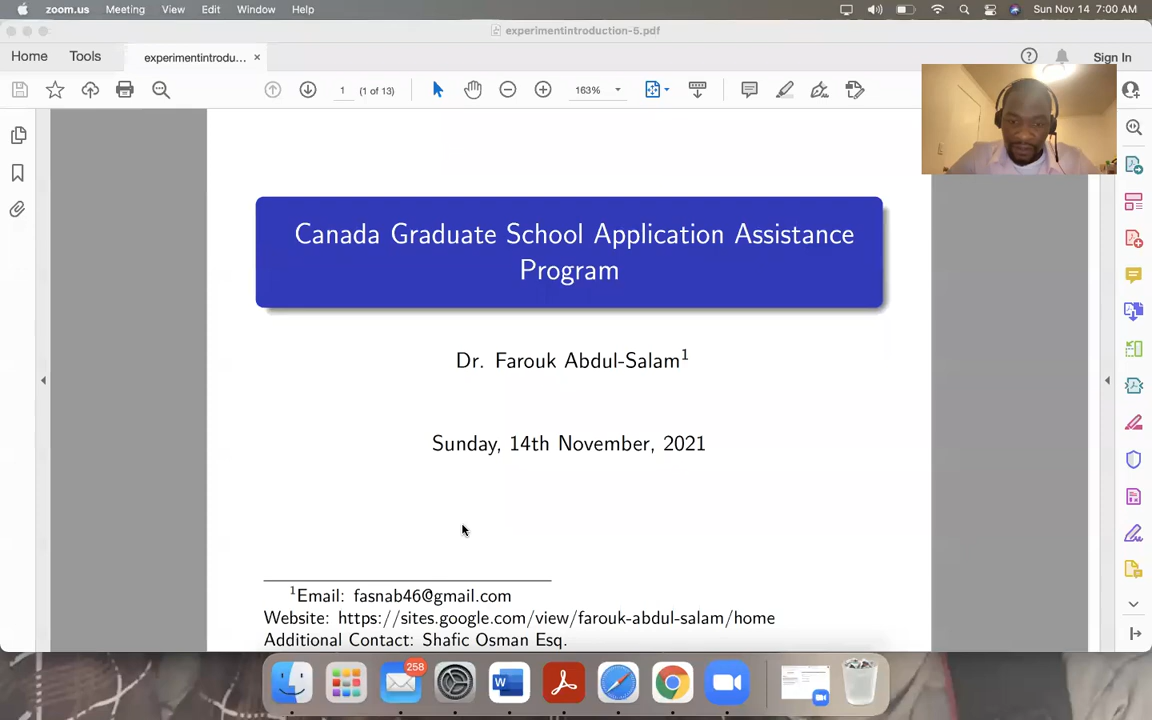 zoom.us Meeting View Edit Window Help Sun Nov 14 7:00 AM
experimentintroduction-5.pdf
Home Tools experimentintrodu... × Sign In
1 (1 of 13) 163%
Canada Graduate School Application Assistance
Program
Dr. Farouk Abdul-Salam1
Sunday, 14th November, 2021
1Email: fasnab46@gmail.com
Website: https://sites.google.com/view/farouk-abdul-salam/home
Additional Contact: Shafic Osman Esq.
258
W